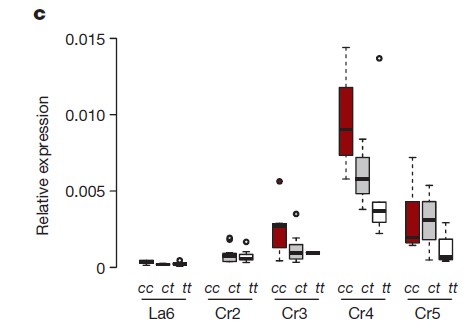 c
Relative expression
0.015
0.010
0.005
0
cc ct tt cc ct tt cc ct tt cc ct tt cc ct tt
La6 Cr2 Cr3 Cr4 Cr5